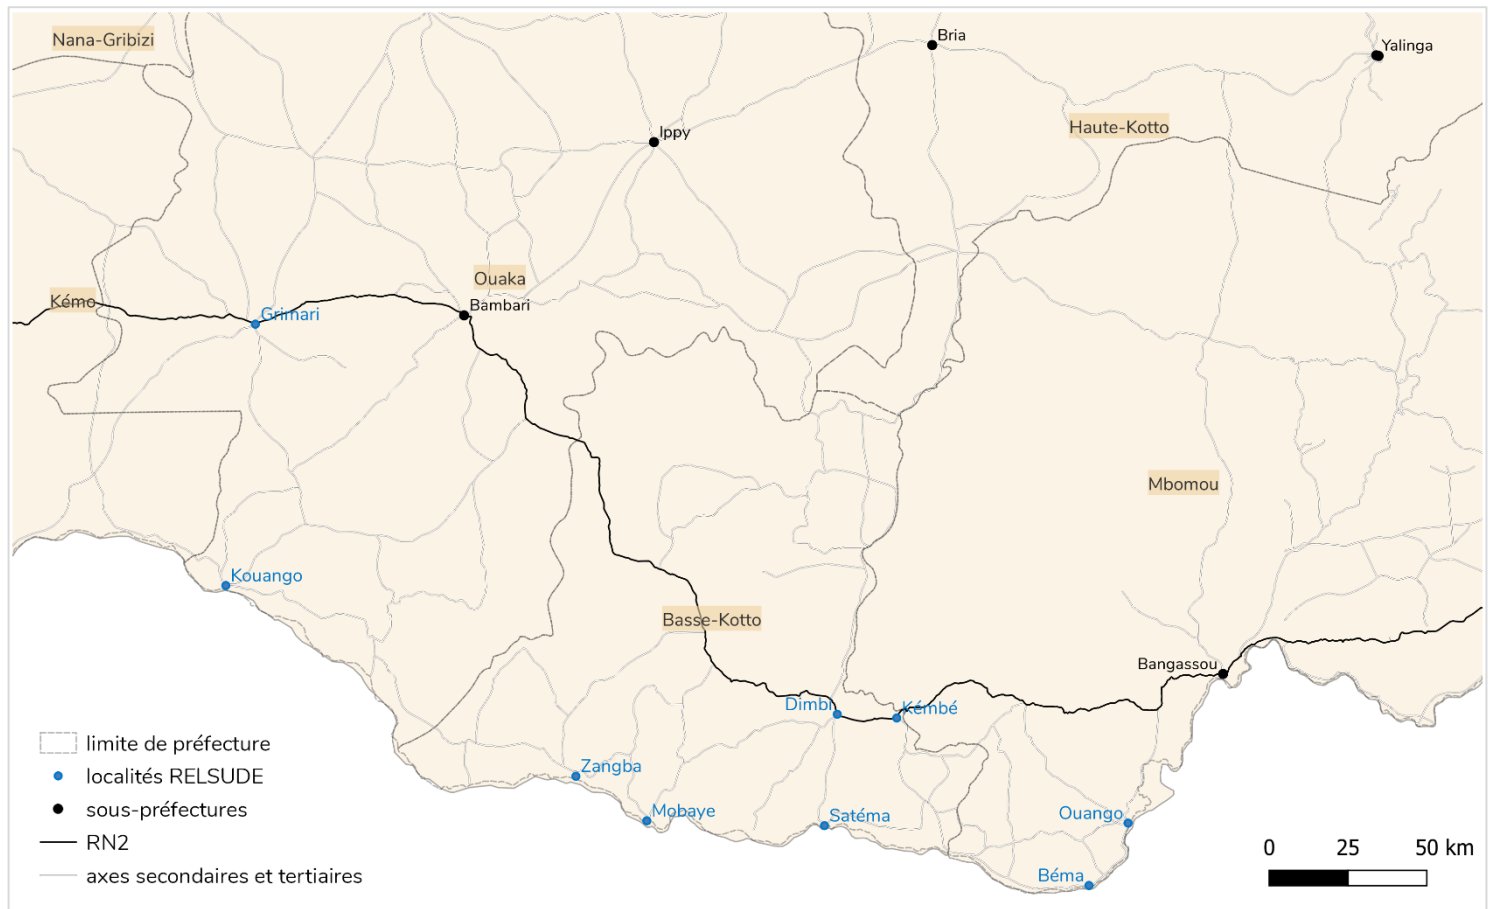 Nana-Gribizi
Bria
Yalinga
Ippy
Haute-Kotto
Ouaka
Kémo
Bambari
Grimari
Mbomou
Kouango
Basse-Kotto
Bangassou
Dimbi
Kémbé
limite de préfecture
Zangba
localités RELSUDE
Mobaye
Satéma
Ouango
sous-préfectures
RN2
0 25 50 km
axes secondaires et tertiaires
Béma